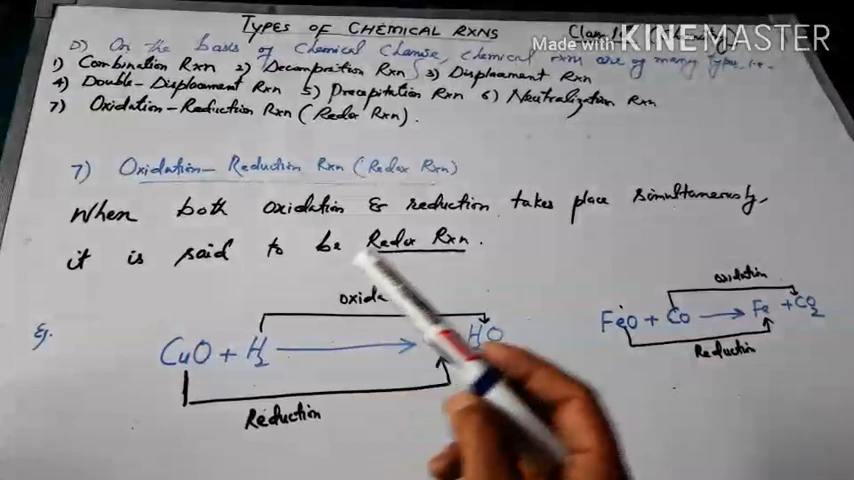 TYPES OF CHEMICAL RXNS
Made with KINEMASTER
On the basis of Chemical Change, chemical rxns are of many types i.e.
1) Combination Rxn 2) Decomposition Rxn 3) Displacement Rxn
4) Double-Displacement Rxn 5) Precipitation Rxn 6) Neutralization Rxn
7) Oxidation-Reduction Rxn (Redox Rxn).
7) Oxidation-Reduction Rxn (Redox Rxn)
When both oxidation & reduction takes place simultaneously,
it is said to be Redox Rxn.
Eg.
oxida
CuO + H2 → H2O
Reduction
oxidation
FeO + CO → Fe + CO2
Reduction